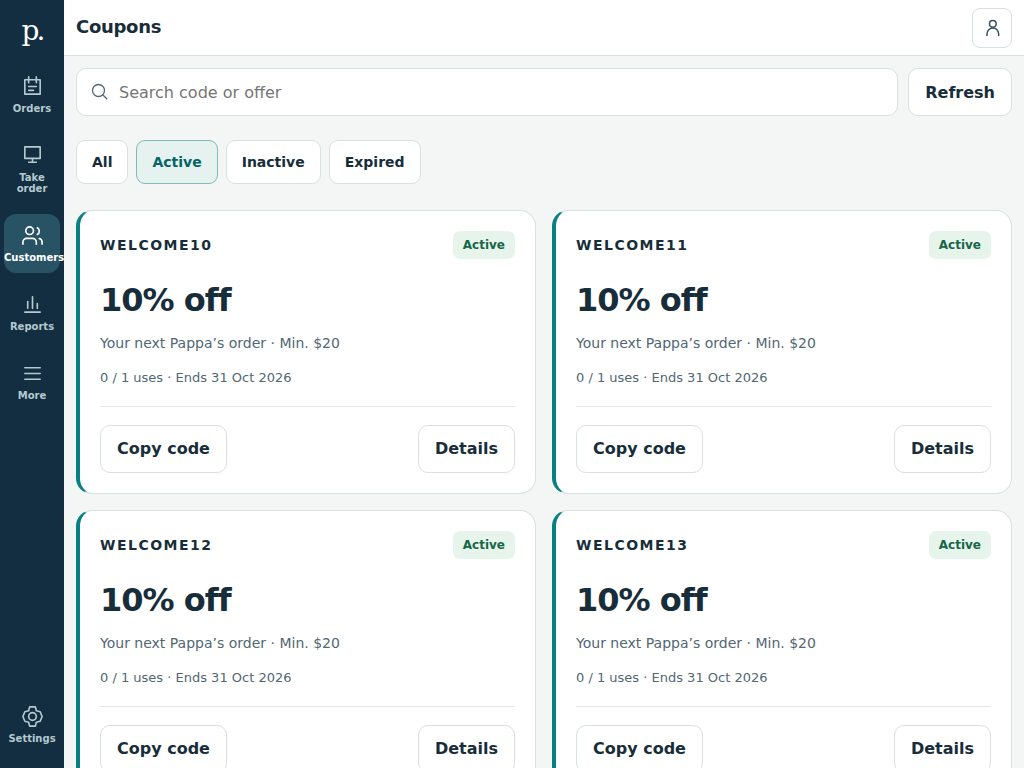 p.
Coupons
Orders
Take
order
Customers
Reports
More
Settings
Search code or offer
Refresh
All
Active
Inactive
Expired
WELCOME10
Active
10% off
Your next Pappa’s order · Min. $20
0 / 1 uses · Ends 31 Oct 2026
Copy code
Details
WELCOME11
Active
10% off
Your next Pappa’s order · Min. $20
0 / 1 uses · Ends 31 Oct 2026
Copy code
Details
WELCOME12
Active
10% off
Your next Pappa’s order · Min. $20
0 / 1 uses · Ends 31 Oct 2026
Copy code
Details
WELCOME13
Active
10% off
Your next Pappa’s order · Min. $20
0 / 1 uses · Ends 31 Oct 2026
Copy code
Details